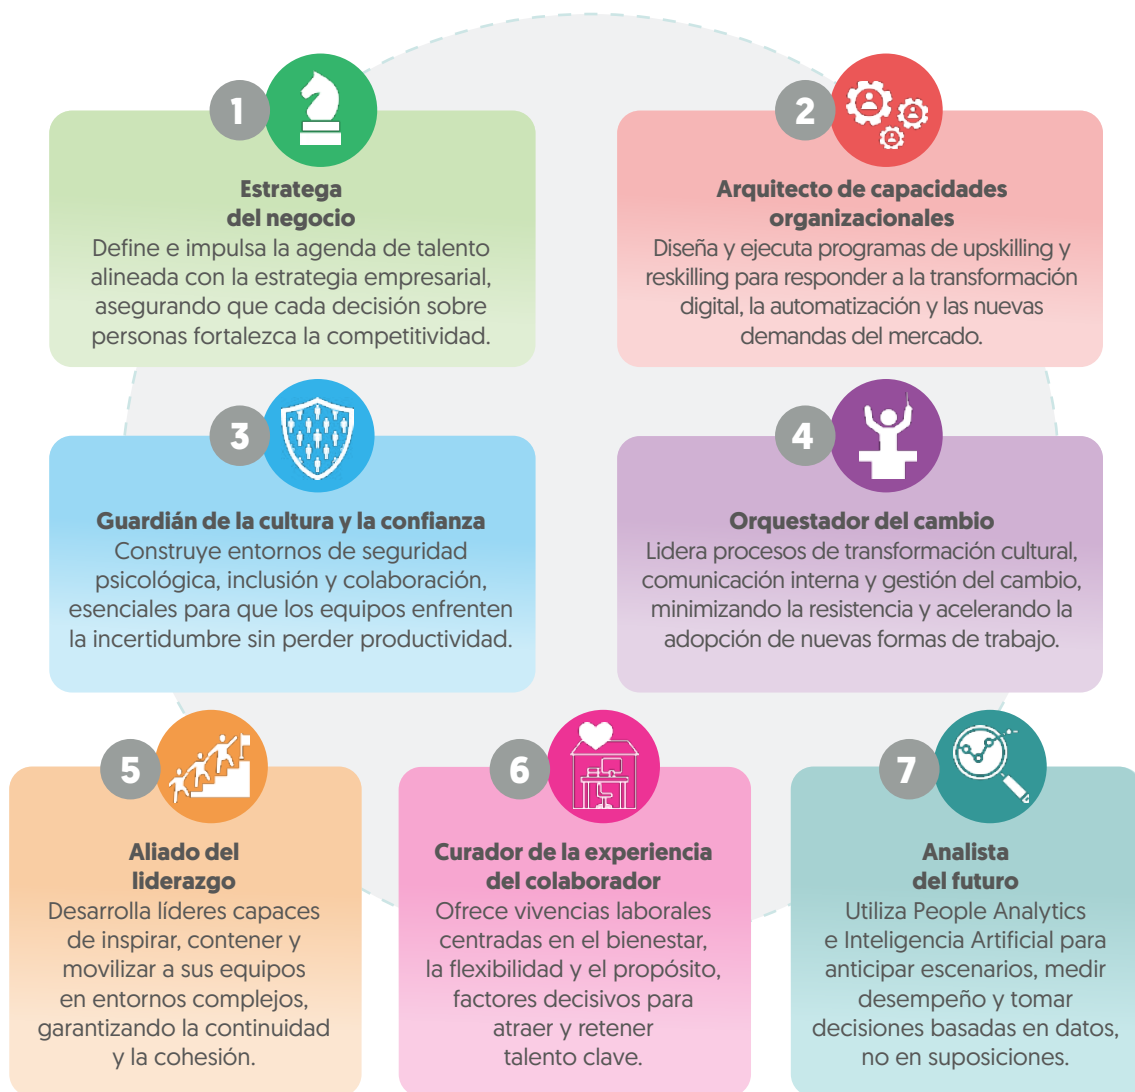 1
Estratega
del negocio
Define e impulsa la agenda de talento
alineada con la estrategia empresarial,
asegurando que cada decisión sobre
personas fortalezca la competitividad.
2
Arquitecto de capacidades
organizacionales
Diseña y ejecuta programas de upskilling y
reskilling para responder a la transformación
digital, la automatización y las nuevas
demandas del mercado.
3
Guardián de la cultura y la confianza
Construye entornos de seguridad
psicológica, inclusión y colaboración,
esenciales para que los equipos enfrenten
la incertidumbre sin perder productividad.
4
Orquestador del cambio
Lidera procesos de transformación cultural,
comunicación interna y gestión del cambio,
minimizando la resistencia y acelerando la
adopción de nuevas formas de trabajo.
5
Aliado del
liderazgo
Desarrolla líderes capaces
de inspirar, contener y
movilizar a sus equipos
en entornos complejos,
garantizando la continuidad
y la cohesión.
6
Curador de la experiencia
del colaborador
Ofrece vivencias laborales
centradas en el bienestar,
la flexibilidad y el propósito,
factores decisivos para
atraer y retener
talento clave.
7
Analista
del futuro
Utiliza People Analytics
e Inteligencia Artificial para
anticipar escenarios, medir
desempeño y tomar
decisiones basadas en datos,
no en suposiciones.